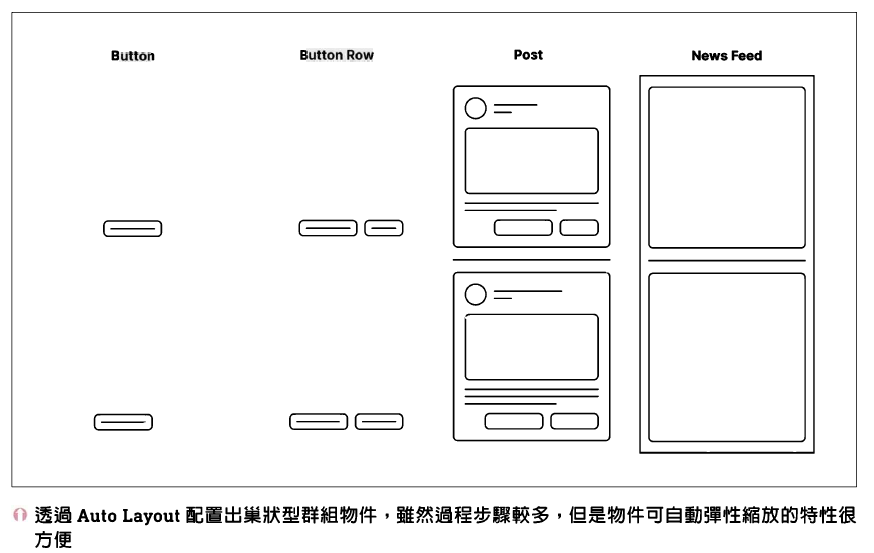 Button
Button Row
Post
News Feed
透過 Auto Layout 配置出巢狀型群組物件，雖然過程步驟較多，但是物件可自動彈性縮放的特性很
方便